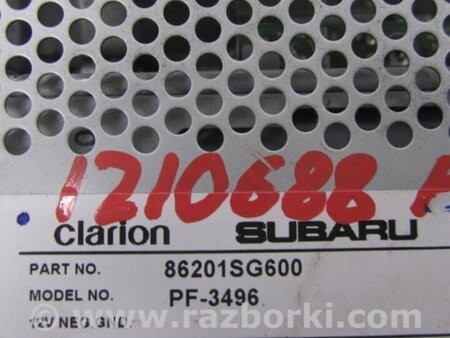 1210688
clarion SUBARU
PART NO. 86201SG600
MODEL NO. PF-3496
12V NEG. GND.
© www.razborki.com